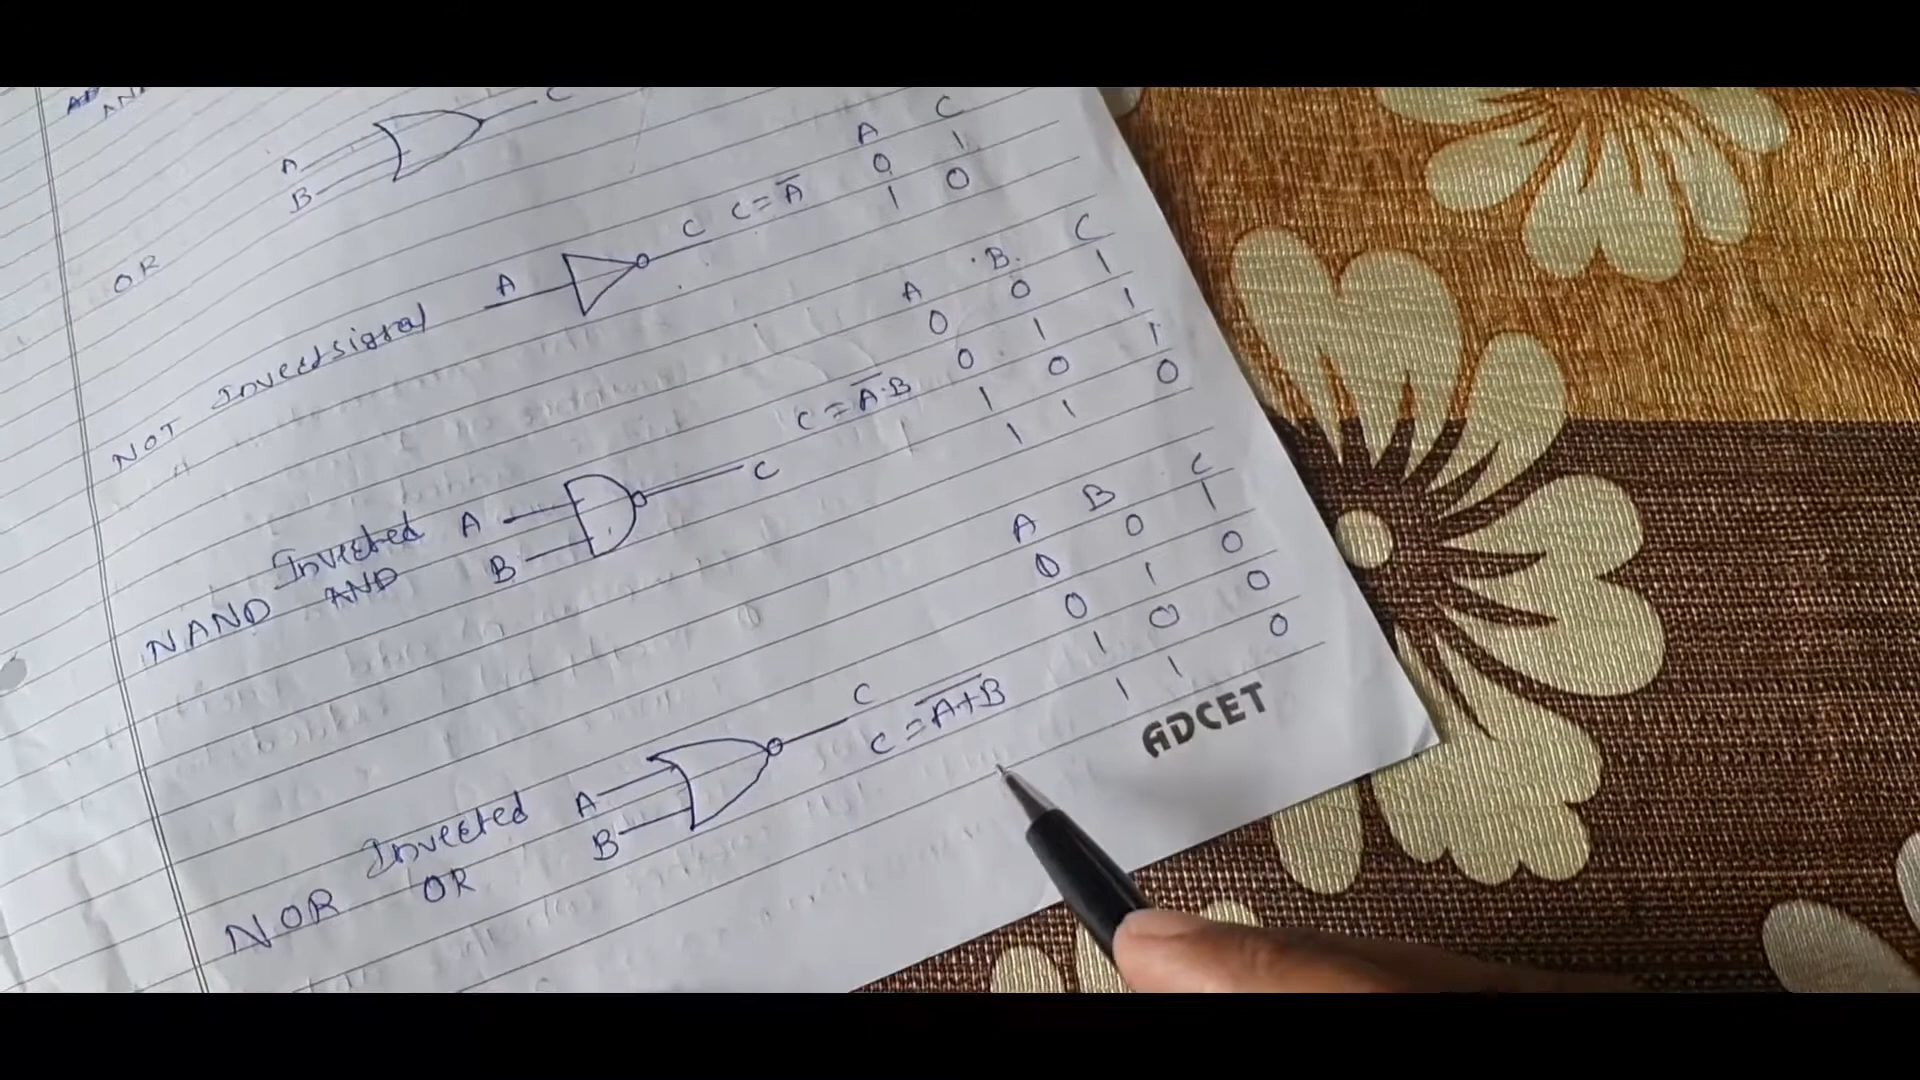 AND
C
A
B
OR
A C
0 1
1 0
NOT Invert signal A C C = A̅
A B C
0 0 1
0 1 1
1 0 1
1 1 0
NAND Inverted AND A B C C = A̅·B̅
A B C
0 0 1
0 1 0
1 0 0
1 1 0
NOR Inverted OR A B C C = A̅+̅B̅
ADCET